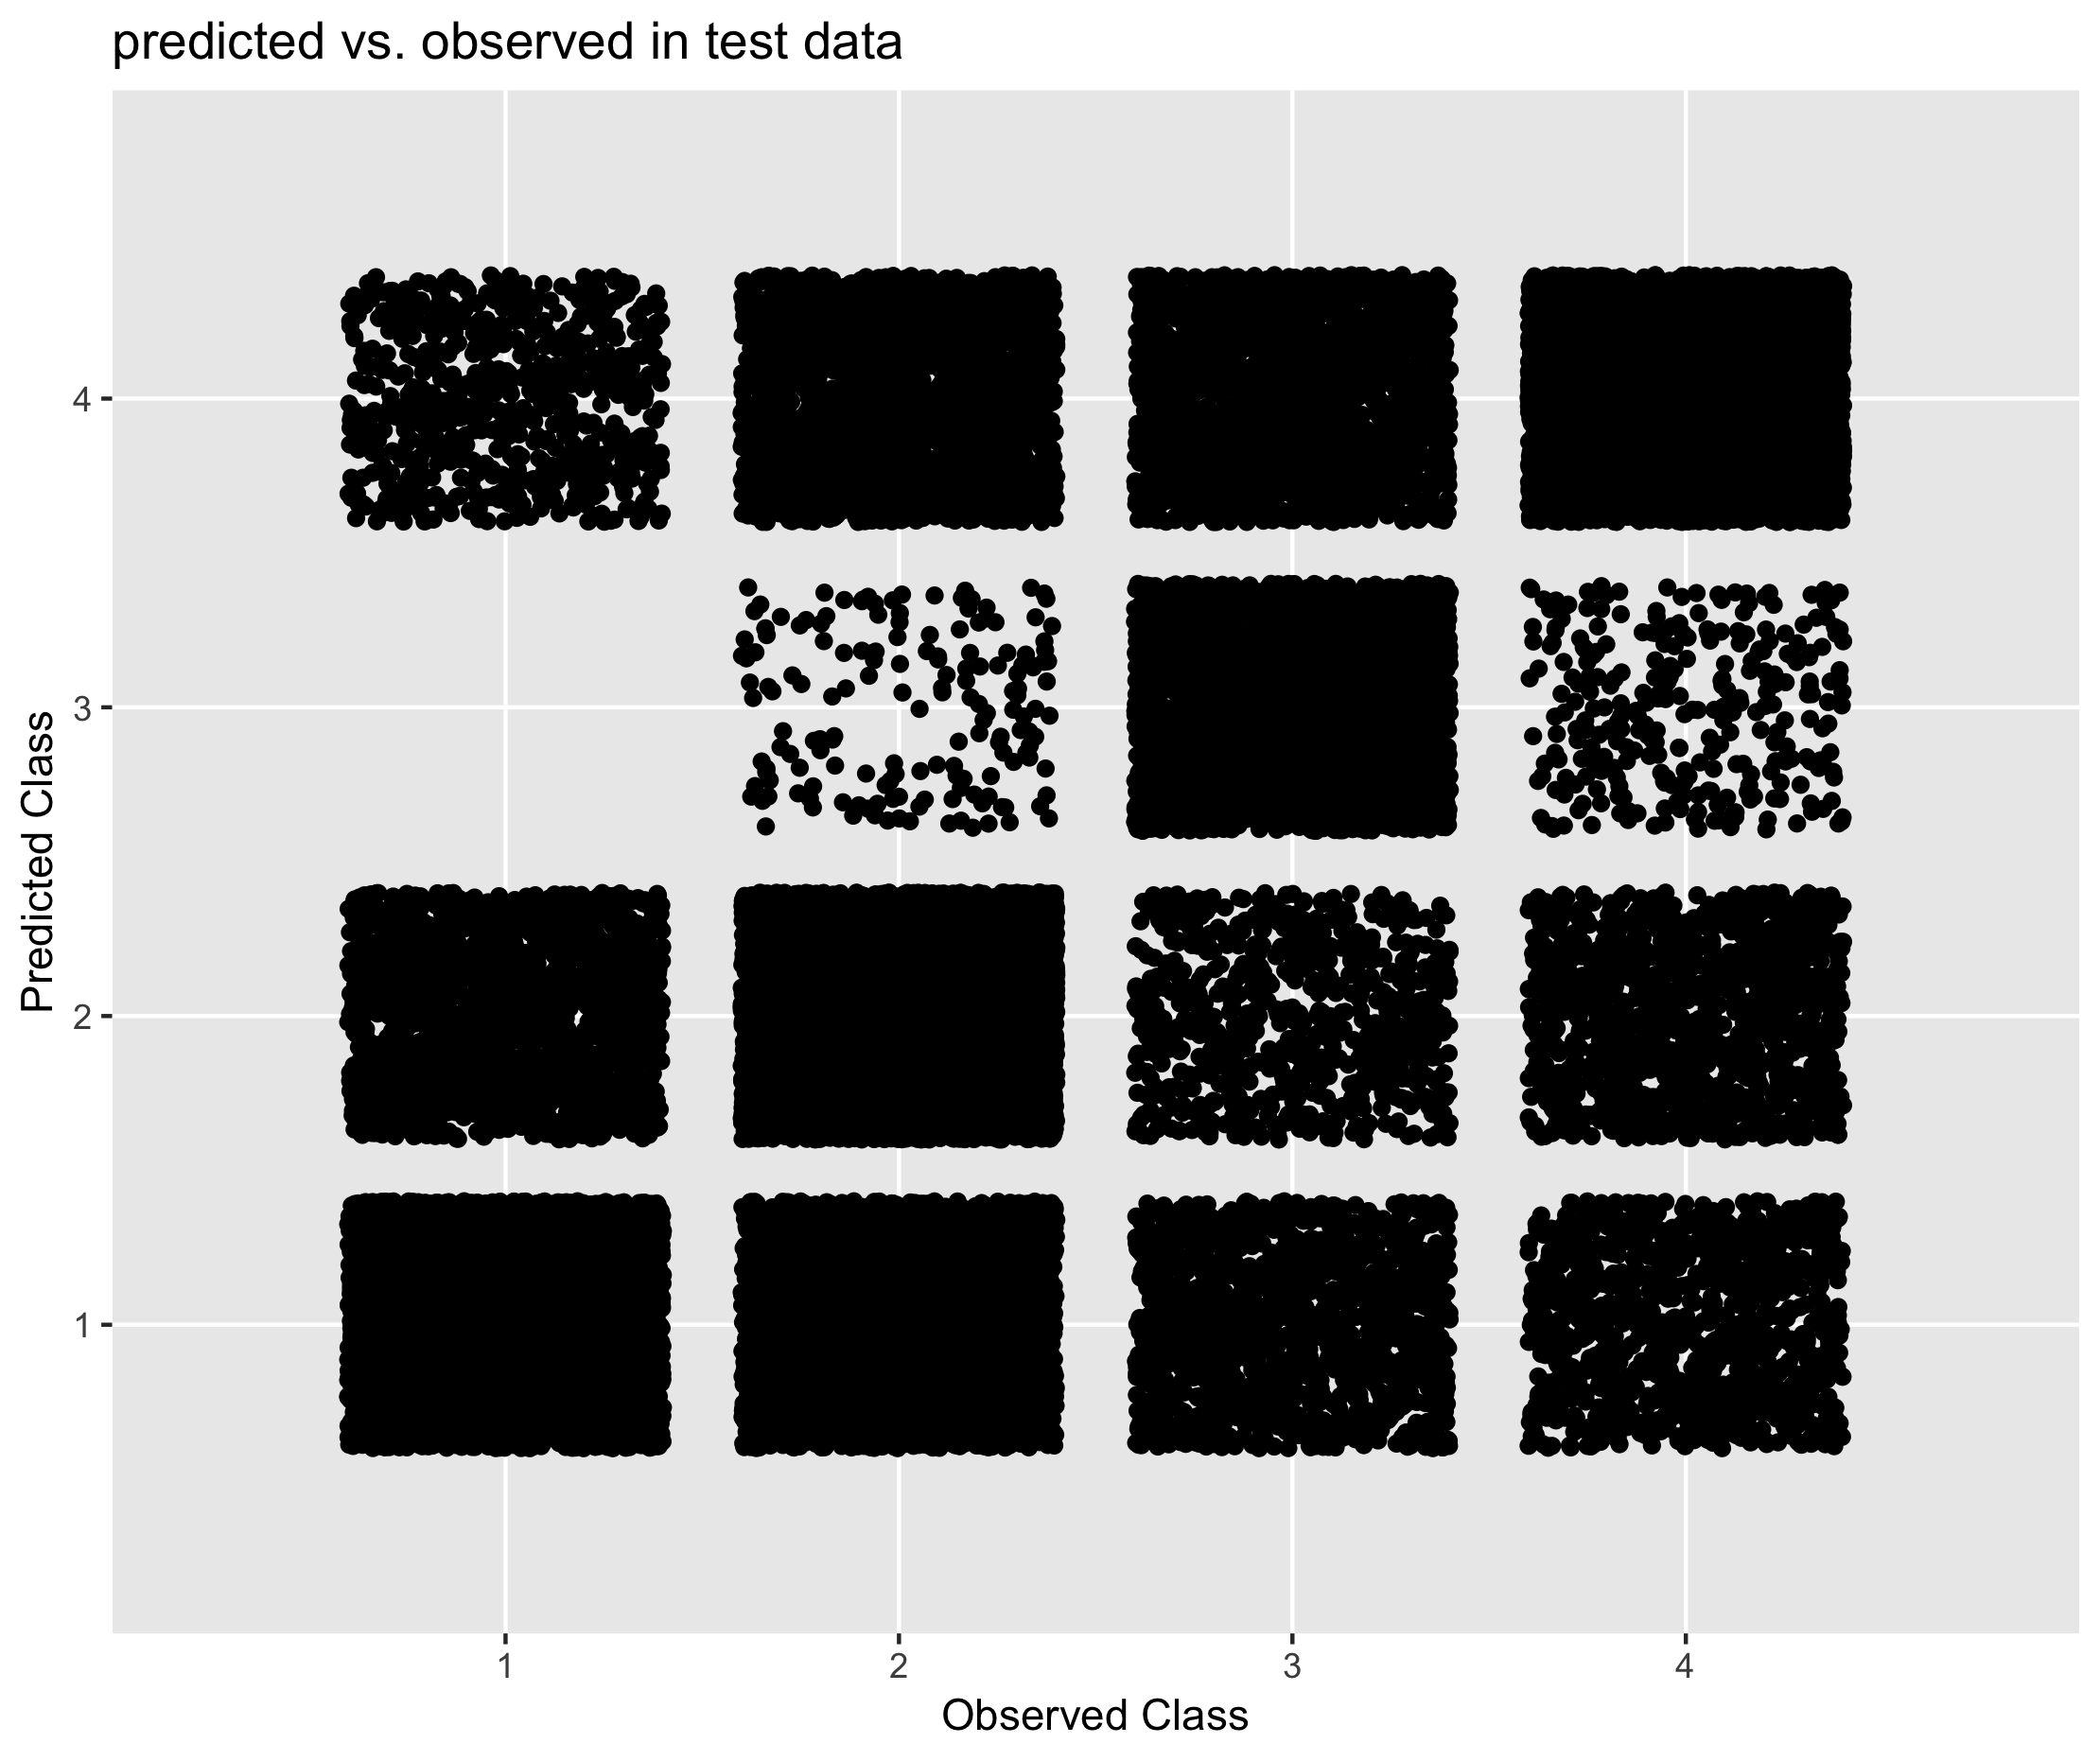 predicted vs. observed in test data
4
3
2
1
Predicted Class
1 2 3 4
Observed Class